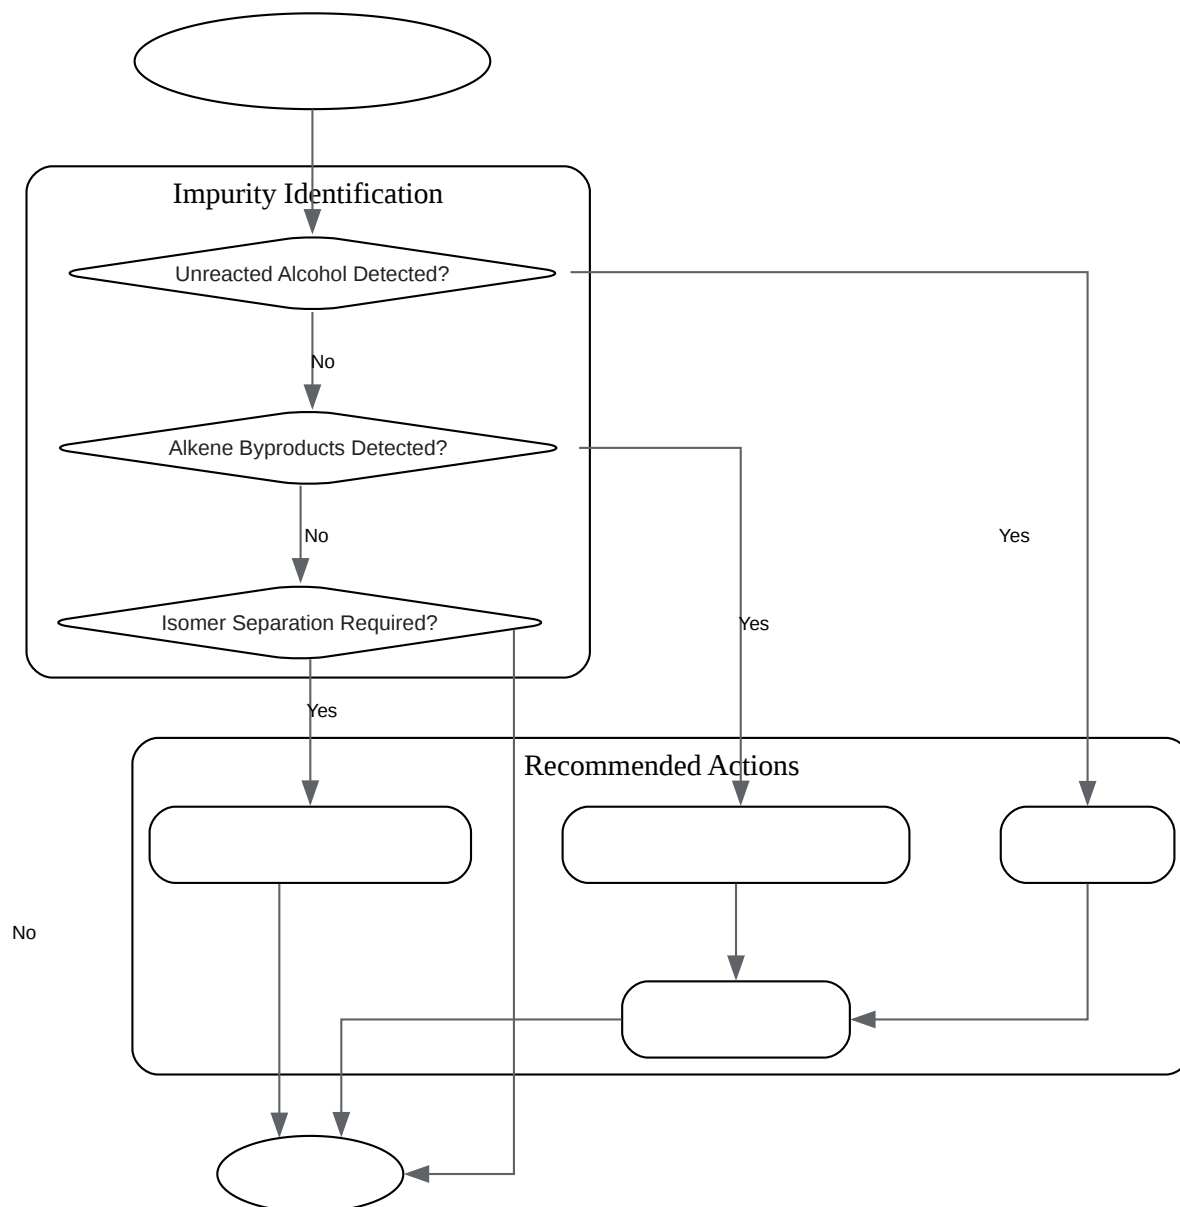 Impurity Identification
Unreacted Alcohol Detected?
No
Alkene Byproducts Detected?
No
Yes
Isomer Separation Required?
Yes
Yes
Recommended Actions
No